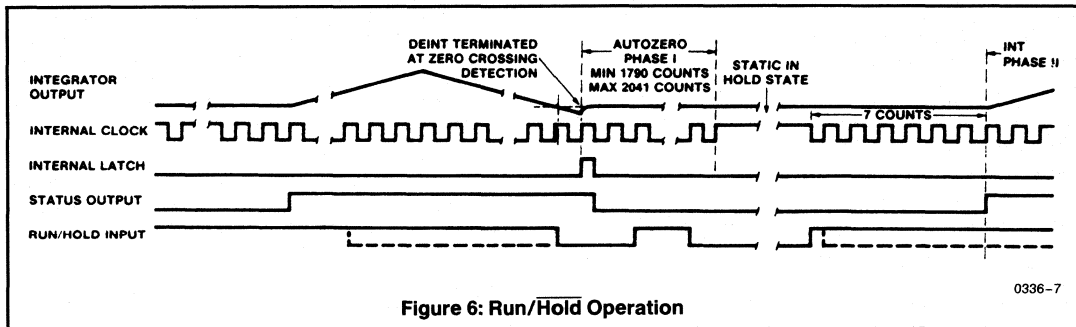 DEINT TERMINATED
AT ZERO CROSSING
DETECTION
AUTOZERO
PHASE I
MIN 1790 COUNTS
MAX 2041 COUNTS
STATIC IN
HOLD STATE
INT
PHASE II
INTEGRATOR
OUTPUT
INTERNAL CLOCK
7 COUNTS
INTERNAL LATCH
STATUS OUTPUT
RUN/HOLD INPUT
0336-7
Figure 6: Run/Hold Operation